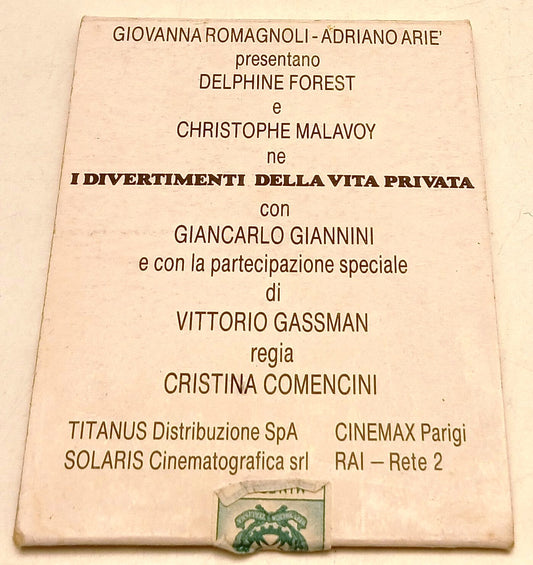 GIOVANNA ROMAGNOLI - ADRIANO ARIE'
presentano
DELPHINE FOREST
e
CHRISTOPHE MALAVOY
ne
I DIVERTIMENTI DELLA VITA PRIVATA
con
GIANCARLO GIANNINI
e con la partecipazione speciale
di
VITTORIO GASSMAN
regia
CRISTINA COMENCINI
TITANUS Distribuzione SpA CINEMAX Parigi
SOLARIS Cinematografica srl RAI – Rete 2